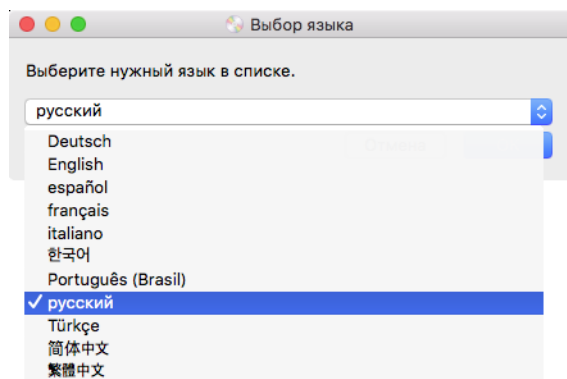 Выбор языка
Выберите нужный язык в списке.
русский
Deutsch
English
español
français
italiano
한국어
Português (Brasil)
русский
Türkçe
简体中文
繁體中文